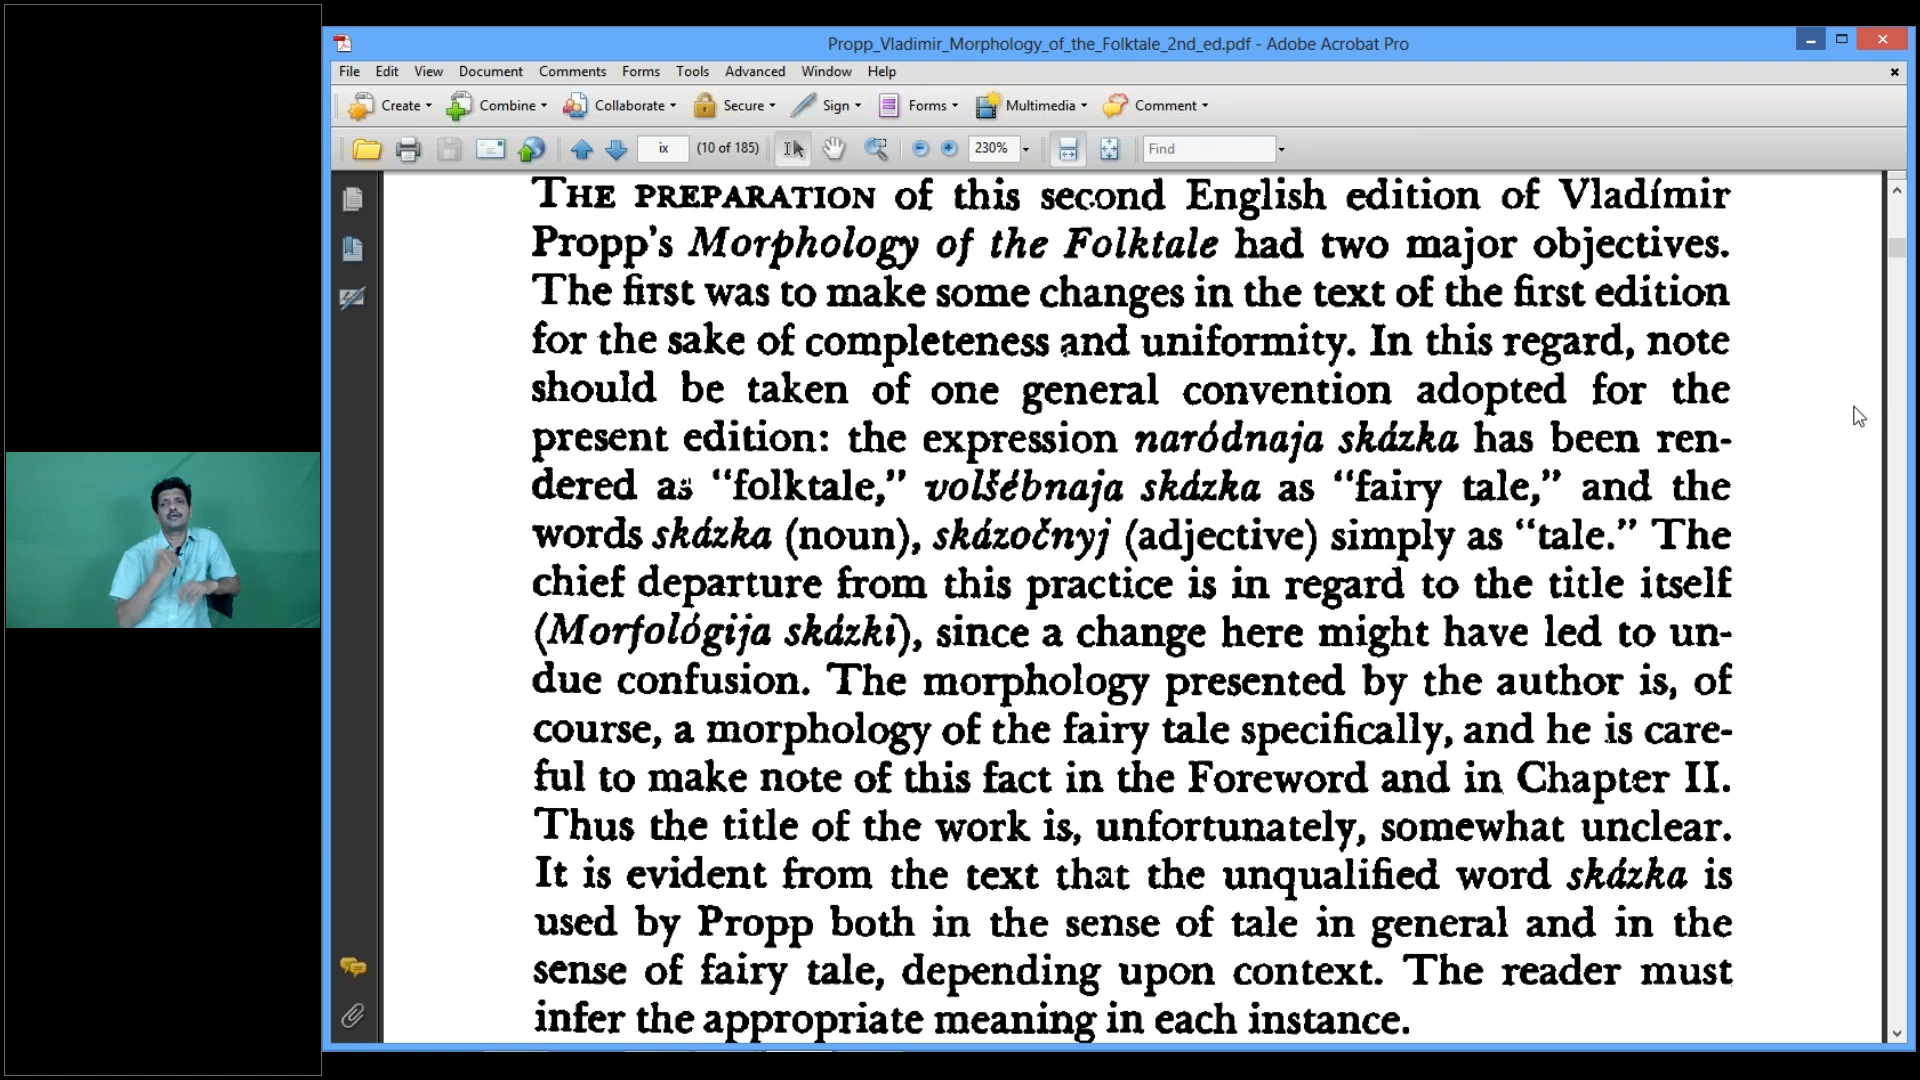 Propp_Vladimir_Morphology_of_the_Folktale_2nd_ed.pdf - Adobe Acrobat Pro
File Edit View Document Comments Forms Tools Advanced Window Help
Create Combine Collaborate Secure Sign Forms Multimedia Comment
ix (10 of 185) 230% Find
THE PREPARATION of this second English edition of Vladímir
Propp's Morphology of the Folktale had two major objectives.
The first was to make some changes in the text of the first edition
for the sake of completeness and uniformity. In this regard, note
should be taken of one general convention adopted for the
present edition: the expression naródnaja skázka has been ren-
dered as “folktale,” volšébnaja skázka as “fairy tale,” and the
words skázka (noun), skázočnyj (adjective) simply as “tale.” The
chief departure from this practice is in regard to the title itself
(Morfológija skázki), since a change here might have led to un-
due confusion. The morphology presented by the author is, of
course, a morphology of the fairy tale specifically, and he is care-
ful to make note of this fact in the Foreword and in Chapter II.
Thus the title of the work is, unfortunately, somewhat unclear.
It is evident from the text that the unqualified word skázka is
used by Propp both in the sense of tale in general and in the
sense of fairy tale, depending upon context. The reader must
infer the appropriate meaning in each instance.